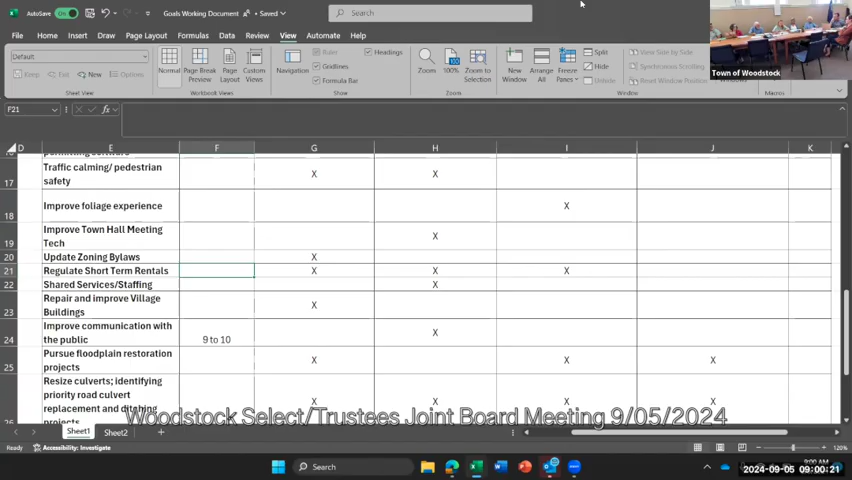 AutoSave On Goals Working Document • Saved Search
File Home Insert Draw Page Layout Formulas Data Review View Automate Help
Default
Keep Exit New Options
Sheet View
Normal Page Break Preview Page Layout Custom Views
Workbook Views
Navigation Ruler Gridlines Formula Bar Headings
Show
Zoom 100% Zoom to Selection
Zoom
New Window Arrange All Freeze Panes Split Hide Unhide
View Side by Side Synchronous Scrolling Reset Window Position
Window
Macros
Town of Woodstock
F21 fx
D E F G H I J K
17 Traffic calming/ pedestrian safety X X
18 Improve foliage experience X
19 Improve Town Hall Meeting Tech X
20 Update Zoning Bylaws X
21 Regulate Short Term Rentals X X X
22 Shared Services/Staffing X
23 Repair and improve Village Buildings X
24 Improve communication with the public 9 to 10 X
25 Pursue floodplain restoration projects X X X
Resize culverts; identifying priority road culvert replacement and ditching projects X X X X
Woodstock Select/Trustees Joint Board Meeting 9/05/2024
Sheet1 Sheet2 +
Ready Accessibility: Investigate 120%
Search
2024-09-05 09:00:21